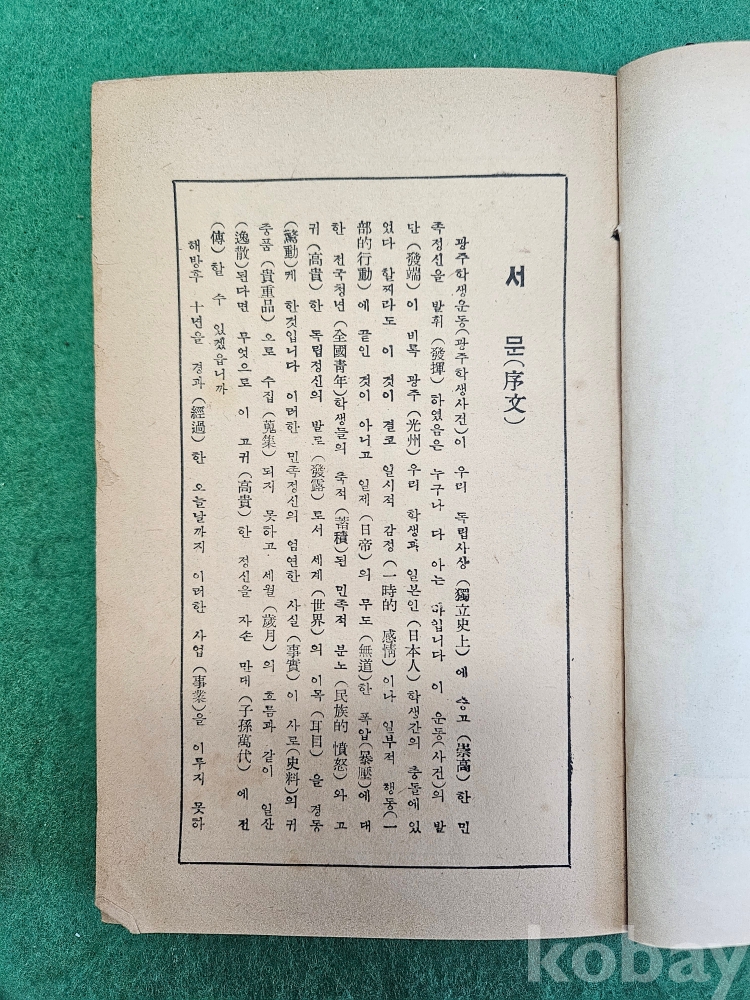 서 문(序文)
광주학생운동(광주학생사건)이 우리 독립사상(獨立史上)에 숭고(崇高)한 민
족정신을 발휘(發揮)하였음은 누구나 다 아는 바입니다 이 운동(사건)의 발
단(發端)이 비록 광주(光州)우리 학생과 일본인(日本人)학생간의 충돌에 있
었다 할찌라도 이 것이 결코 일시적 감정(一時的 感情)이나 일부적 행동(一
部的行動)에 끝인 것이 아니고 일제(日帝)의 무도(無道)한 폭압(暴壓)에 대
한 전국청년(全國靑年)학생들의 축적(蓄積)된 민족적 분노(民族的 憤怒)와 고
귀(高貴)한 독립정신의 발로(發露)로서 세계(世界)의 이목(耳目)을 경동
(驚動)케 한것입니다 이러한 민족정신의 엄연한 사실(事實)이 사로(史料)의 귀
중품(貴重品)으로 수집(蒐集)되지 못하고 세월(歲月)의 흐름과 같이 일산
(逸散)된다면 무엇으로 이 고귀(高貴)한 정신을 자손 만대(子孫萬代)에 전
(傳)할 수 있겠읍니까
해방후 十년을 경과(經過)한 오늘날까지 이러한 사업(事業)을 이루지 못하
kobay